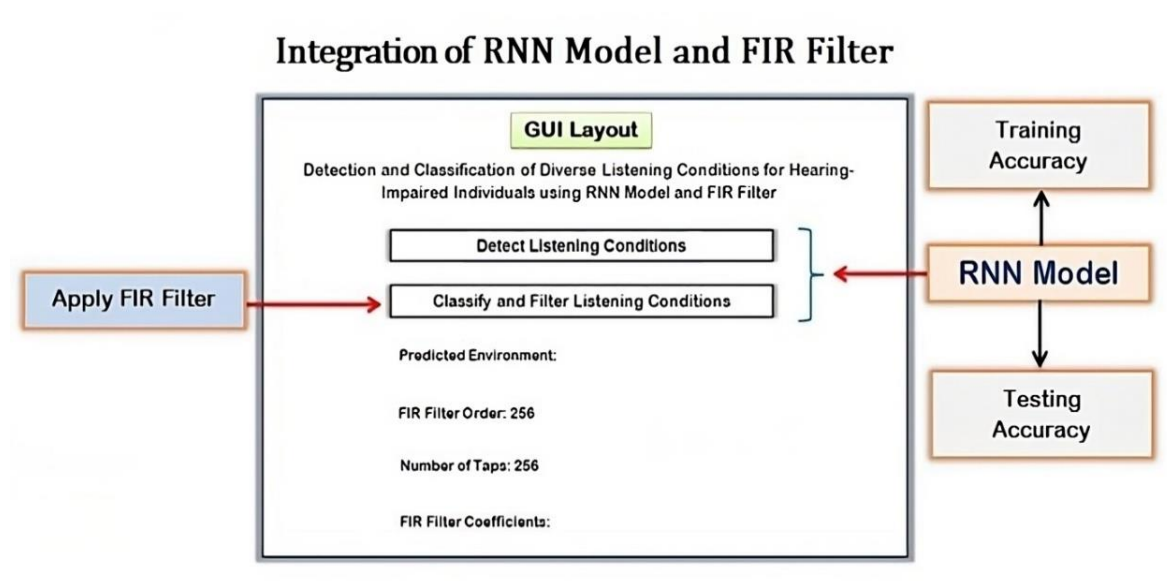 Integration of RNN Model and FIR Filter
GUI Layout
Detection and Classification of Diverse Listening Conditions for Hearing-
Impaired Individuals using RNN Model and FIR Filter
Detect Listening Conditions
Classify and Filter Listening Conditions
Predicted Environment:
FIR Filter Order: 256
Number of Taps: 256
FIR Filter Coefficients:
Apply FIR Filter
Training
Accuracy
RNN Model
Testing
Accuracy